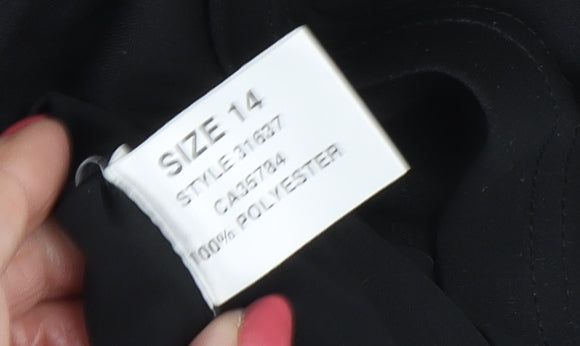 SIZE 14
STYLE 31637
CA35784
100% POLYESTER